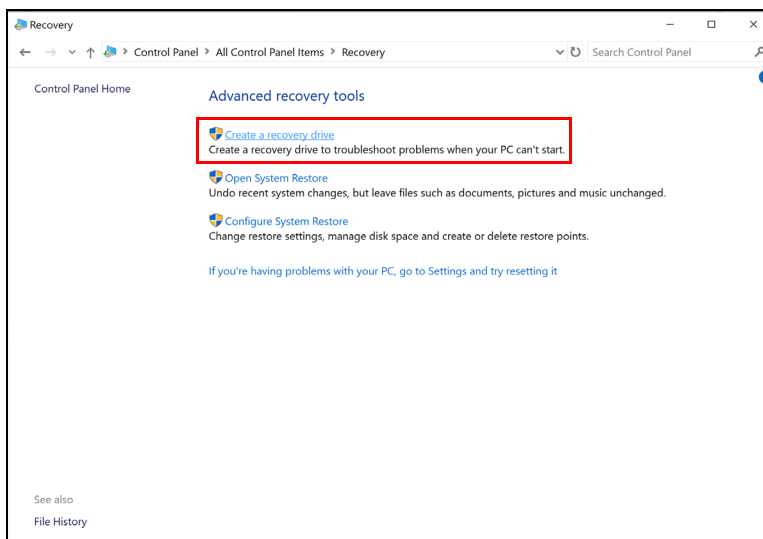 Recovery
Control Panel > All Control Panel Items > Recovery
Search Control Panel
Control Panel Home
Advanced recovery tools
Create a recovery drive
Create a recovery drive to troubleshoot problems when your PC can't start.
Open System Restore
Undo recent system changes, but leave files such as documents, pictures and music unchanged.
Configure System Restore
Change restore settings, manage disk space and create or delete restore points.
If you're having problems with your PC, go to Settings and try resetting it
See also
File History